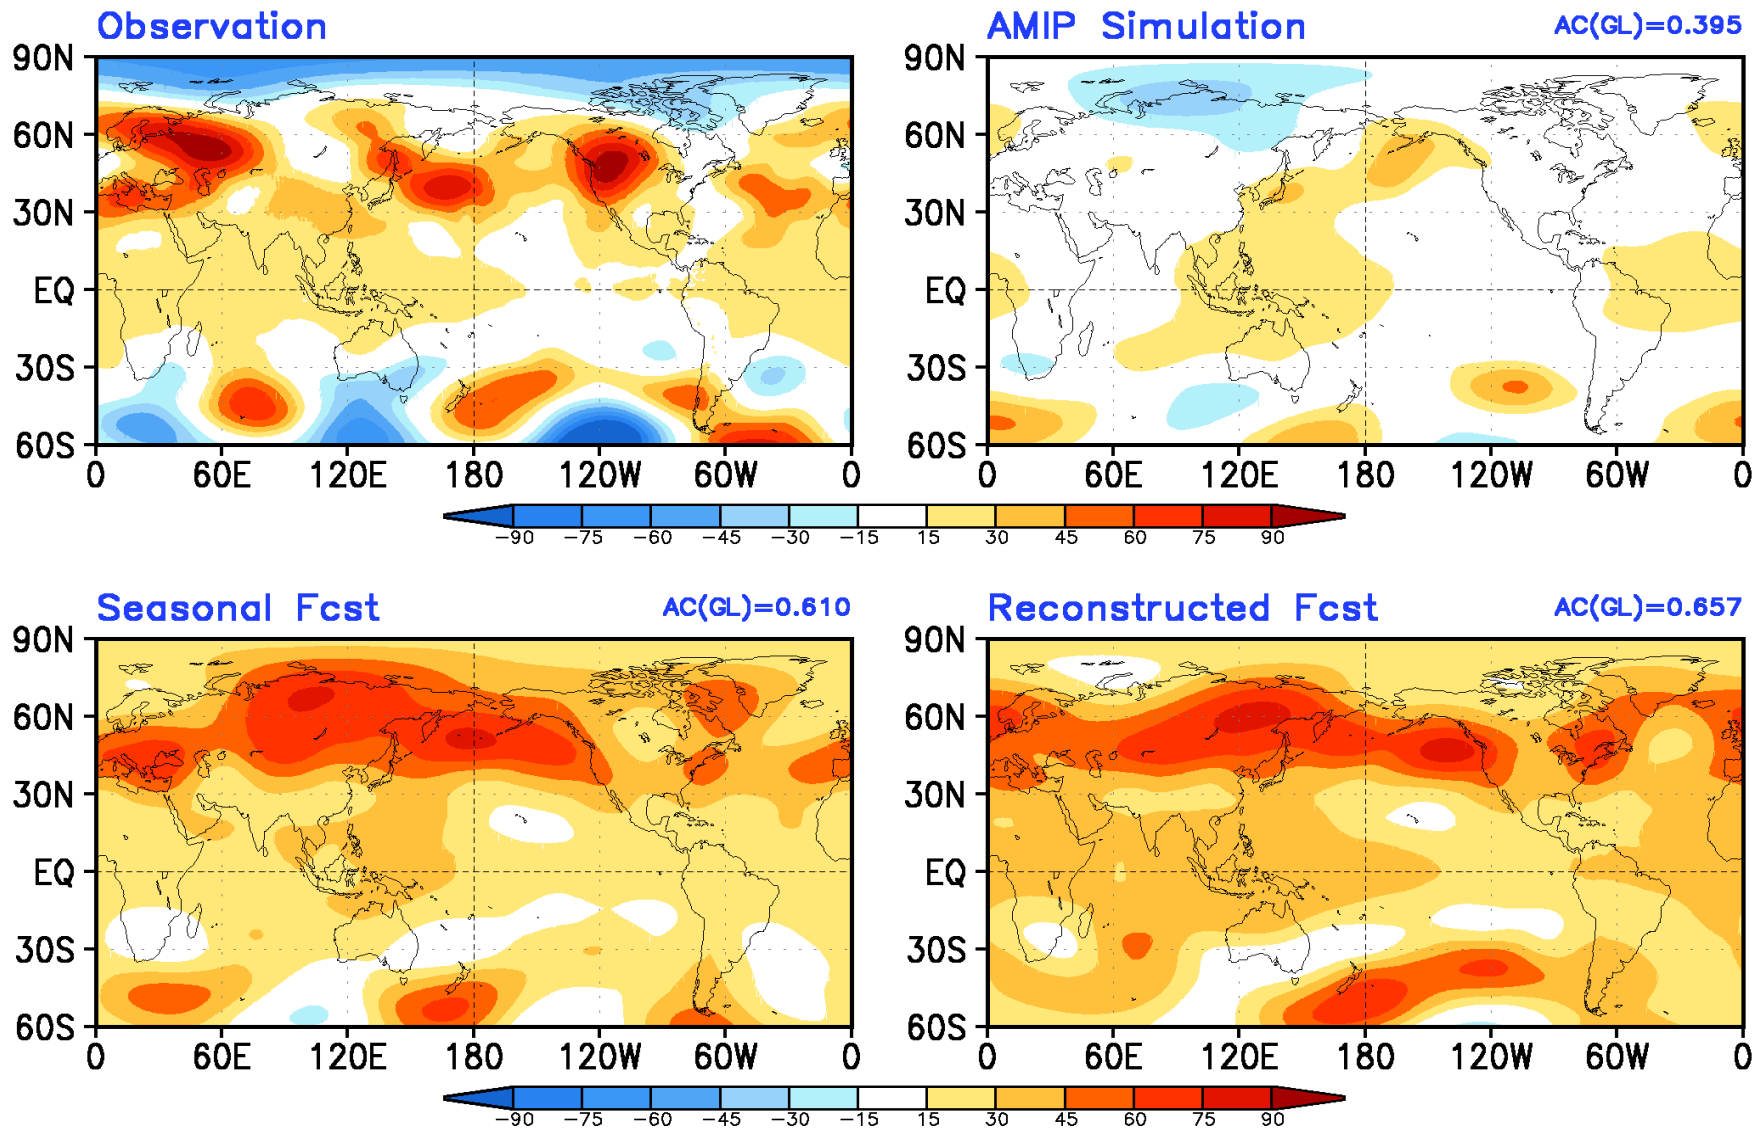 Observation
AMIP Simulation AC(GL)=0.395
90N 90N
60N 60N
30N 30N
EQ EQ
30S 30S
60S 60S
0 60E 120E 180 120W 60W 0 0 60E 120E 180 120W 60W 0
-90 -75 -60 -45 -30 -15 15 30 45 60 75 90
Seasonal Fcst AC(GL)=0.610
Reconstructed Fcst AC(GL)=0.657
90N 90N
60N 60N
30N 30N
EQ EQ
30S 30S
60S 60S
0 60E 120E 180 120W 60W 0 0 60E 120E 180 120W 60W 0
-90 -75 -60 -45 -30 -15 15 30 45 60 75 90